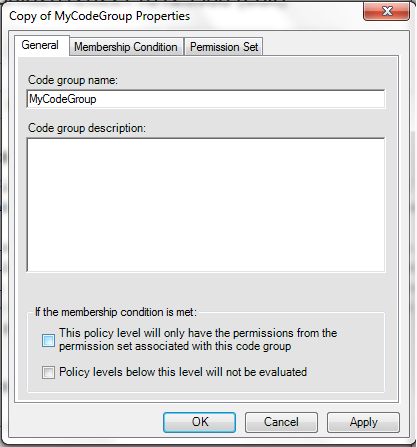 Copy of MyCodeGroup Properties
General Membership Condition Permission Set
Code group name:
MyCodeGroup
Code group description:
If the membership condition is met:
This policy level will only have the permissions from the
permission set associated with this code group
Policy levels below this level will not be evaluated
OK Cancel Apply